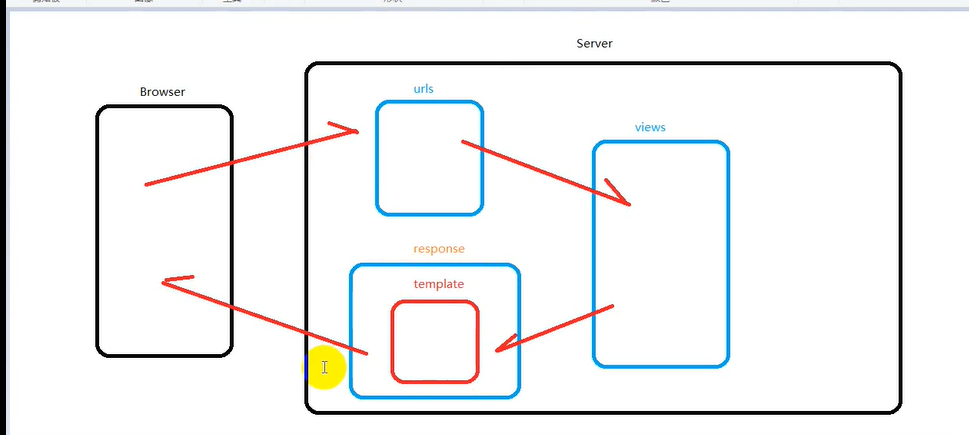 Server
Browser
urls
views
response
template